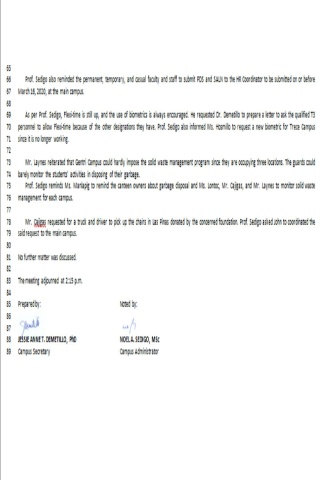 65
66 Prof. Sedigo also reminded the permanent, temporary, and casual faculty and staff to submit PDS and SALN to the HR Coordinator to be submitted on or before
67 March 16, 2020, at the main campus.
68
69 As per Prof. Sedigo, Flexi-time is still up, and the use of biometrics is always encouraged. He requested Dr. Demetillo to prepare a letter to ask the qualified TO
70 personnel to allow Flexi-time because of the other designations they have. Prof. Sedigo also informed Ms. Hosmillo to request a new biometric for Trece Campus
71 since it is no longer working.
72
73 Mr. Laynes reiterated that Gentri Campus could hardly impose the solid waste management program since they are occupying three locations. The guards could
74 barely monitor the students' activities in disposing of their garbage.
75 Prof. Sedigo reminds Ms. Manlapig to remind the canteen owners about garbage disposal and Ms. Lontoc, Mr. Cajigas, and Mr. Laynes to monitor solid waste
76 management for each campus.
77
78 Mr. Cajigas requested for a truck and driver to pick up the chairs in Las Pinas donated by the concerned foundation. Prof. Sedigo asked John to coordinated the
79 said request to the main campus.
80
81 No further matter was discussed.
82
83 The meeting adjourned at 2:15 p.m.
84
85 Prepared by: Noted by:
86
87
88 JESSIE ANNE T. DEMETILLO, PhD NOEL A. SEDIGO, MSc
89 Campus Secretary Campus Administrator